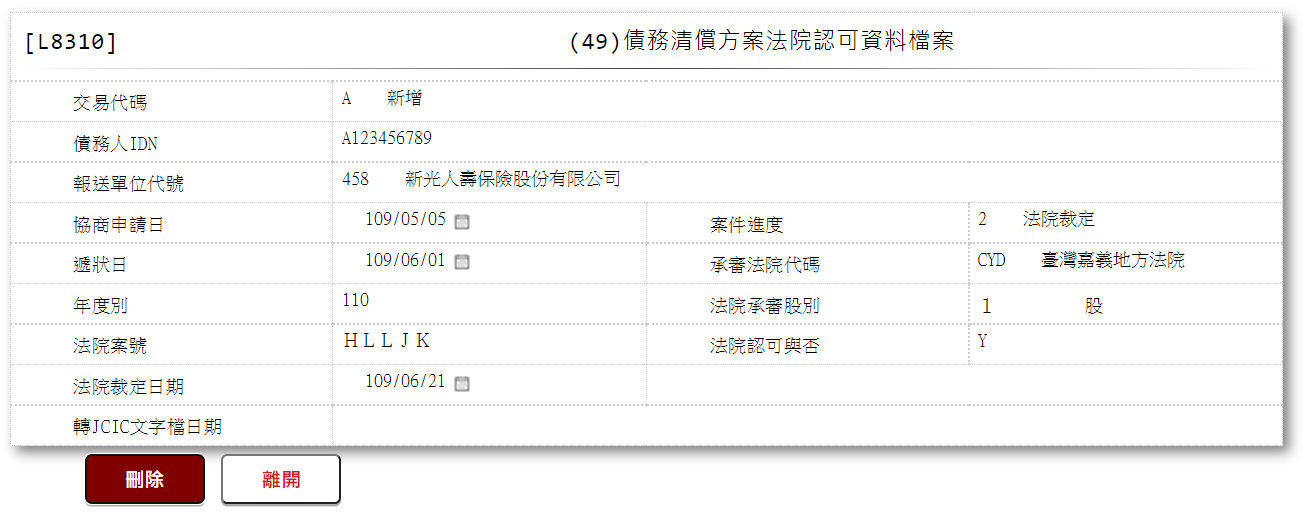 [L8310] (49)債務清償方案法院認可資料檔案
交易代碼 A 新增
債務人IDN A123456789
報送單位代號 458 新光人壽保險股份有限公司
協商申請日 109/05/05 案件進度 2 法院裁定
遞狀日 109/06/01 承審法院代碼 CYD 臺灣嘉義地方法院
年度別 110 法院承審股別 １ 股
法院案號 ＨＬＬＪＫ 法院認可與否 Y
法院裁定日期 109/06/21
轉JCIC文字檔日期
刪除 離開